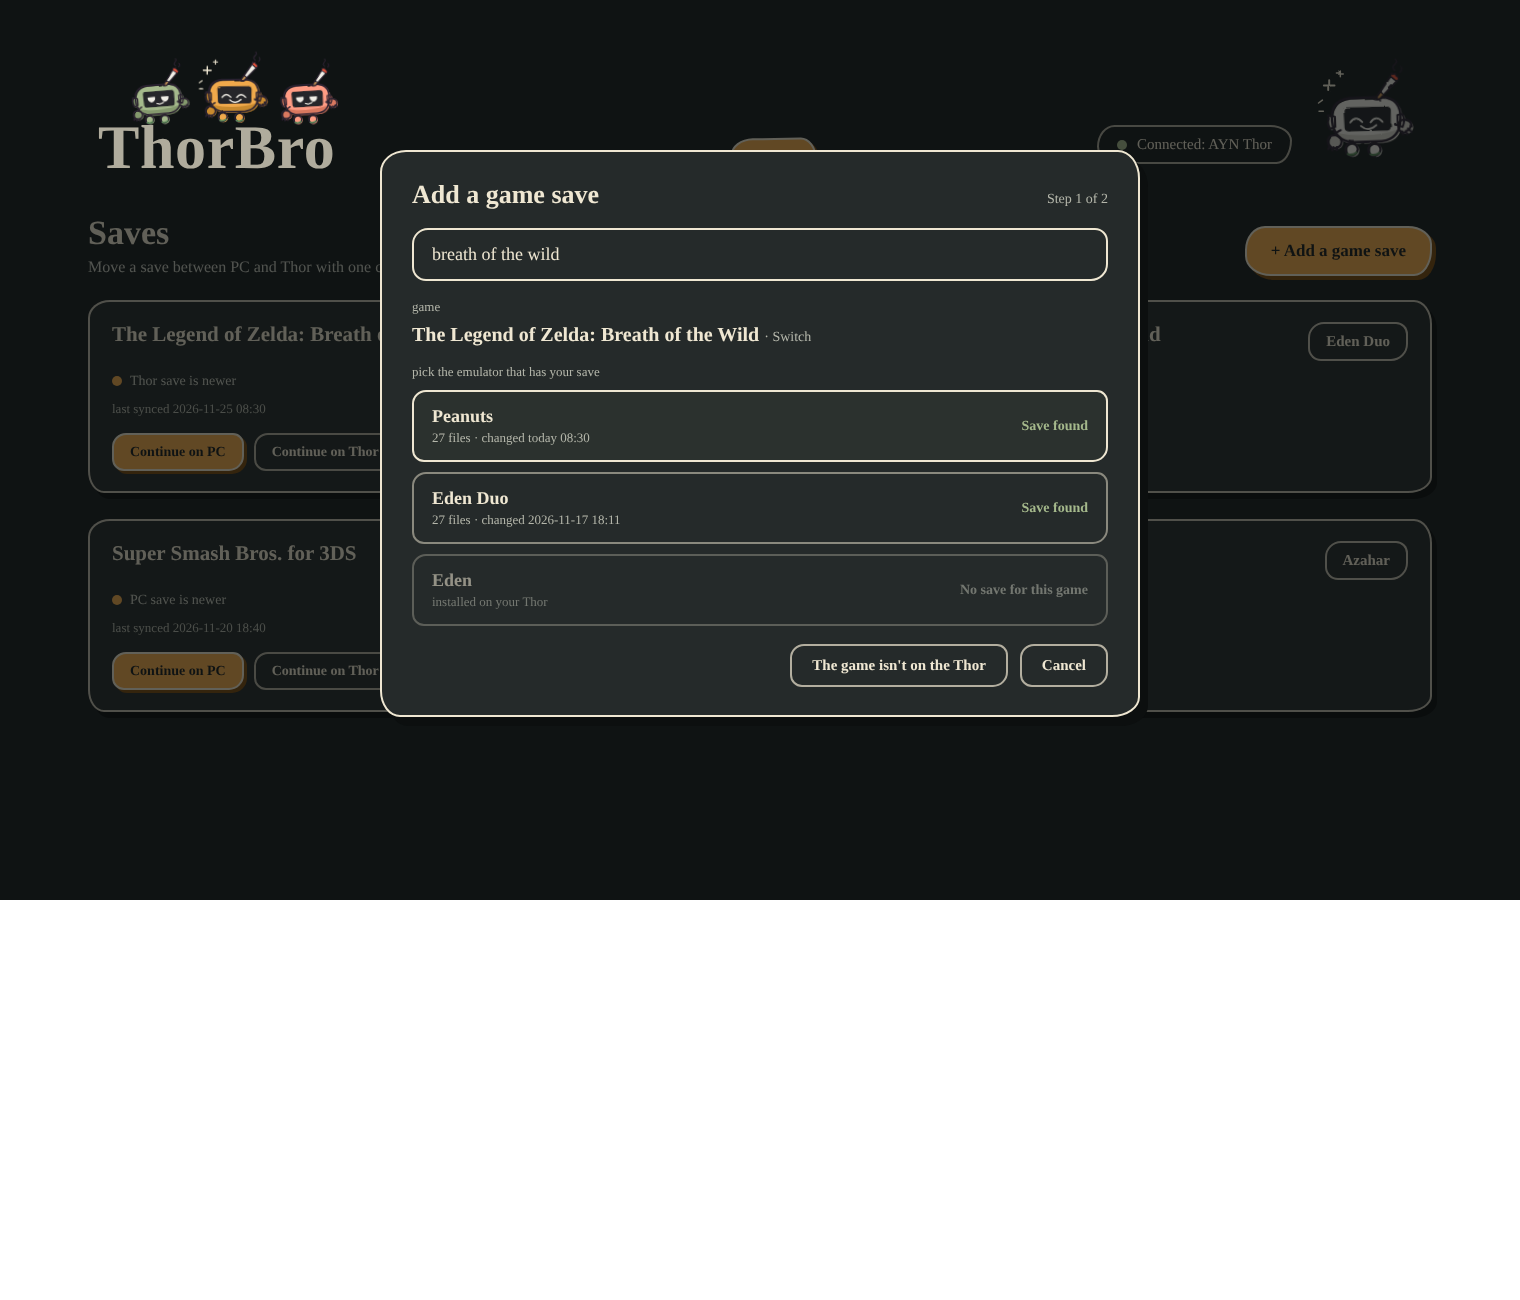 ThorBro
Connected: AYN Thor
Saves
Move a save between PC and Thor with one
+ Add a game save
The Legend of Zelda: Breath
Eden Duo
Thor save is newer
last synced 2026-11-25 08:30
Continue on PC
Continue on Thor
Super Smash Bros. for 3DS
Azahar
PC save is newer
last synced 2026-11-20 18:40
Continue on PC
Continue on Thor
Add a game save
Step 1 of 2
breath of the wild
game
The Legend of Zelda: Breath of the Wild · Switch
pick the emulator that has your save
Peanuts
27 files · changed today 08:30
Save found
Eden Duo
27 files · changed 2026-11-17 18:11
Save found
Eden
installed on your Thor
No save for this game
The game isn't on the Thor
Cancel